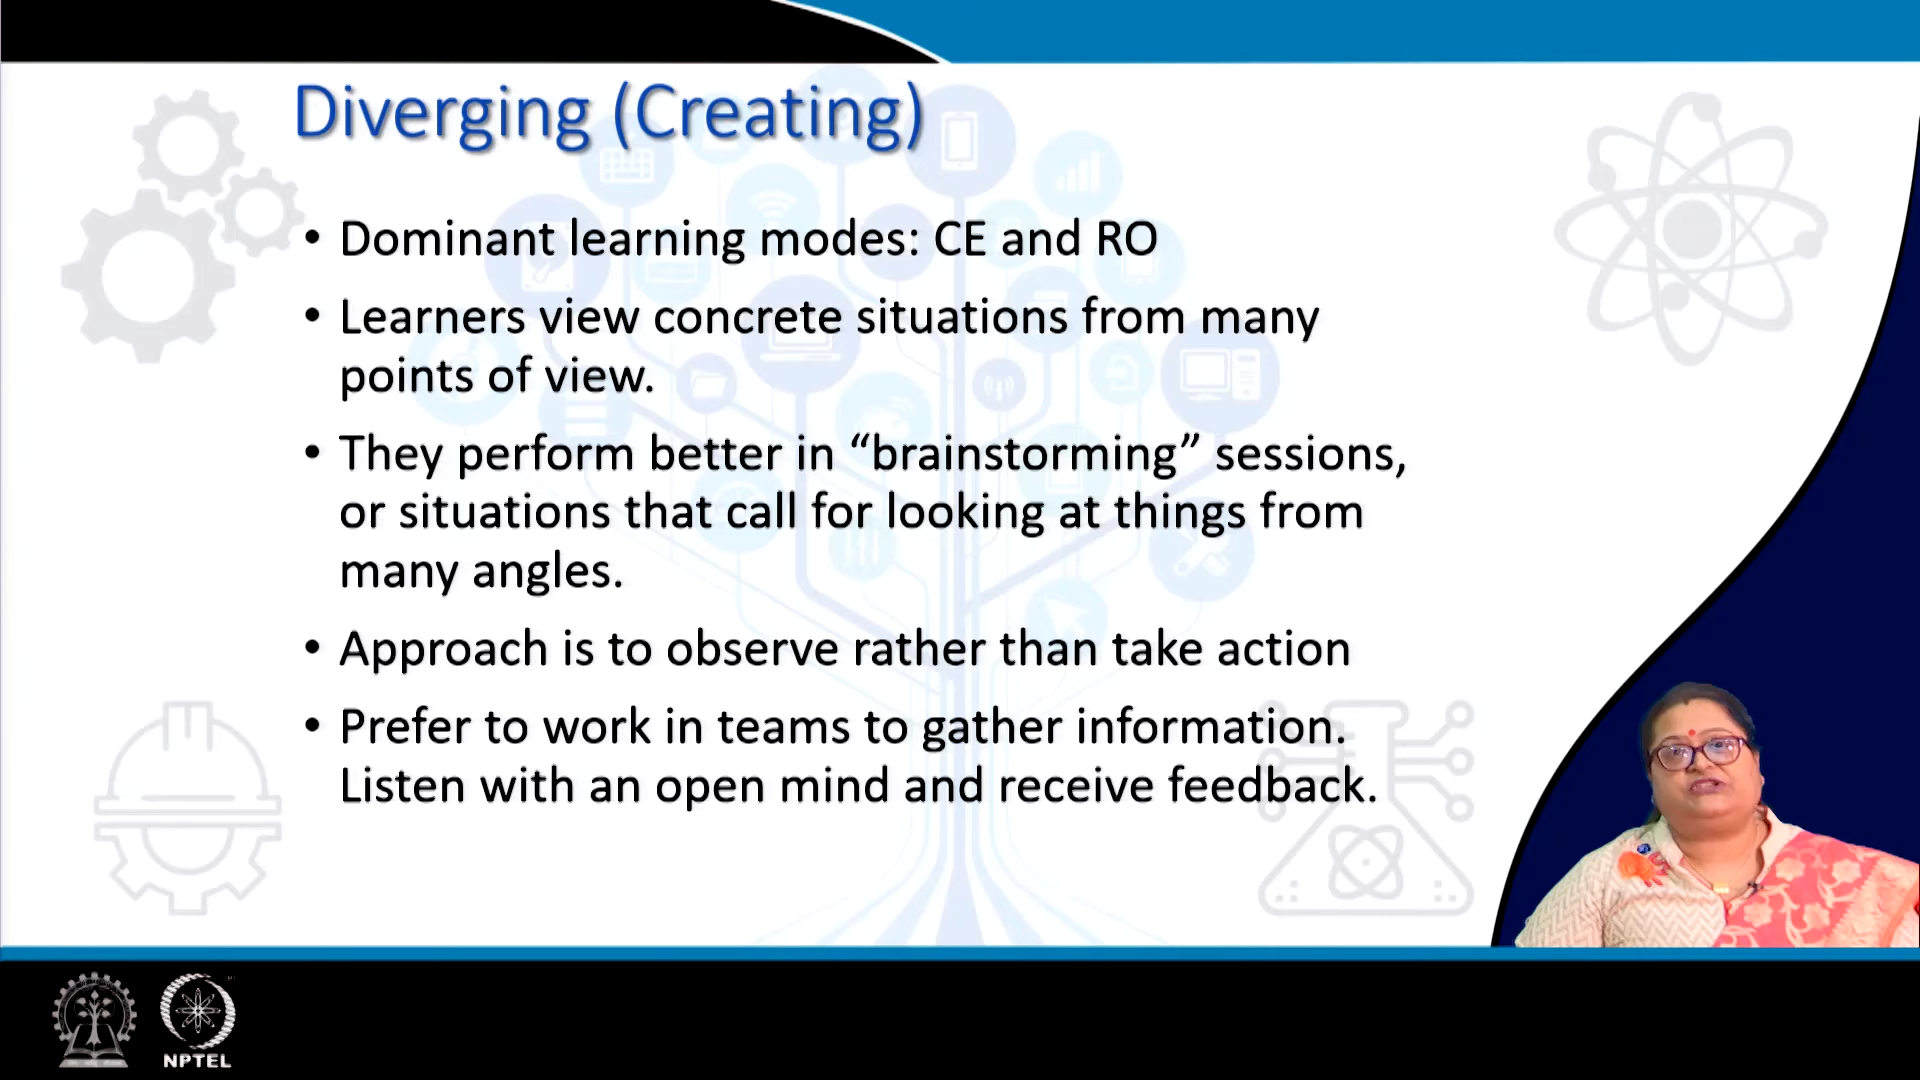 Diverging (Creating)
• Dominant learning modes: CE and RO
• Learners view concrete situations from many
points of view.
• They perform better in “brainstorming” sessions,
or situations that call for looking at things from
many angles.
• Approach is to observe rather than take action
• Prefer to work in teams to gather information.
Listen with an open mind and receive feedback.
NPTEL